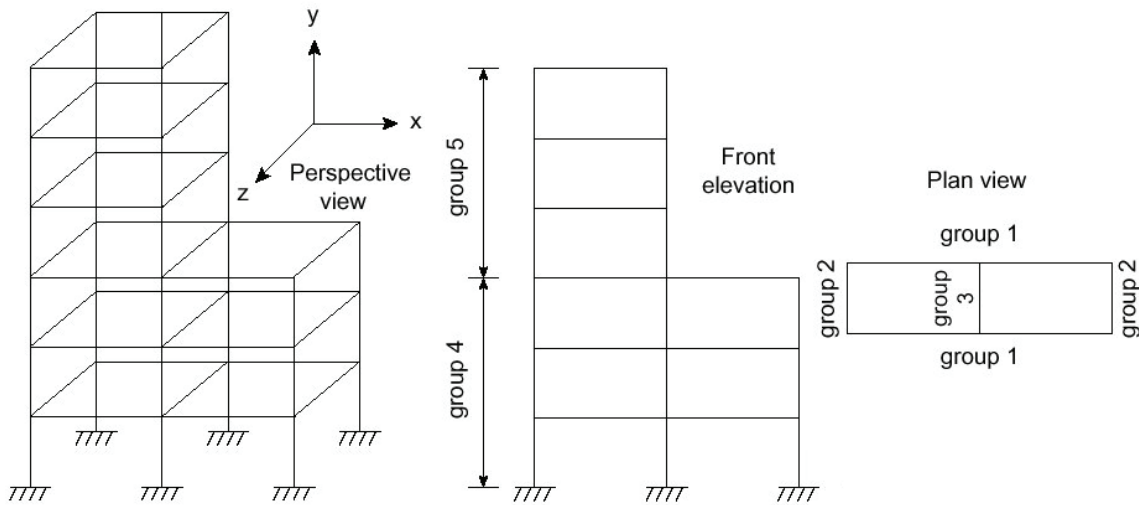 y
x
z
Perspective
view
group 5
group 4
Front
elevation
Plan view
group 1
group 2
group
3
group 2
group 1